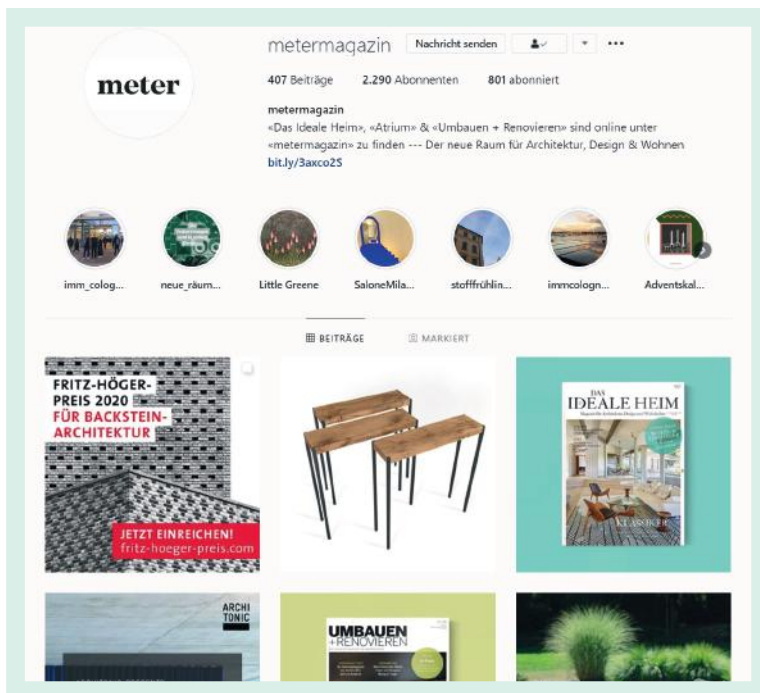 meter
metermagazin Nachricht senden
407 Beiträge 2.290 Abonnenten 801 abonniert
metermagazin
«Das Ideale Heim», «Atrium» & «Umbauen + Renovieren» sind online unter
«metermagazin» zu finden --- Der neue Raum für Architektur, Design & Wohnen
bit.ly/3axco2S
imm_colog... neue_räum... Little Greene SaloneMila... stofffrühlin... immcologn... Adventskal...
BEITRÄGE MARKIERT
FRITZ-HÖGER-
PREIS 2020
FÜR BACKSTEIN-
ARCHITEKTUR
JETZT EINREICHEN!
fritz-hoeger-preis.com
DAS
IDEALE HEIM
KLASSIKER
ARCHI
TONIC
UMBAUEN
+RENOVIEREN